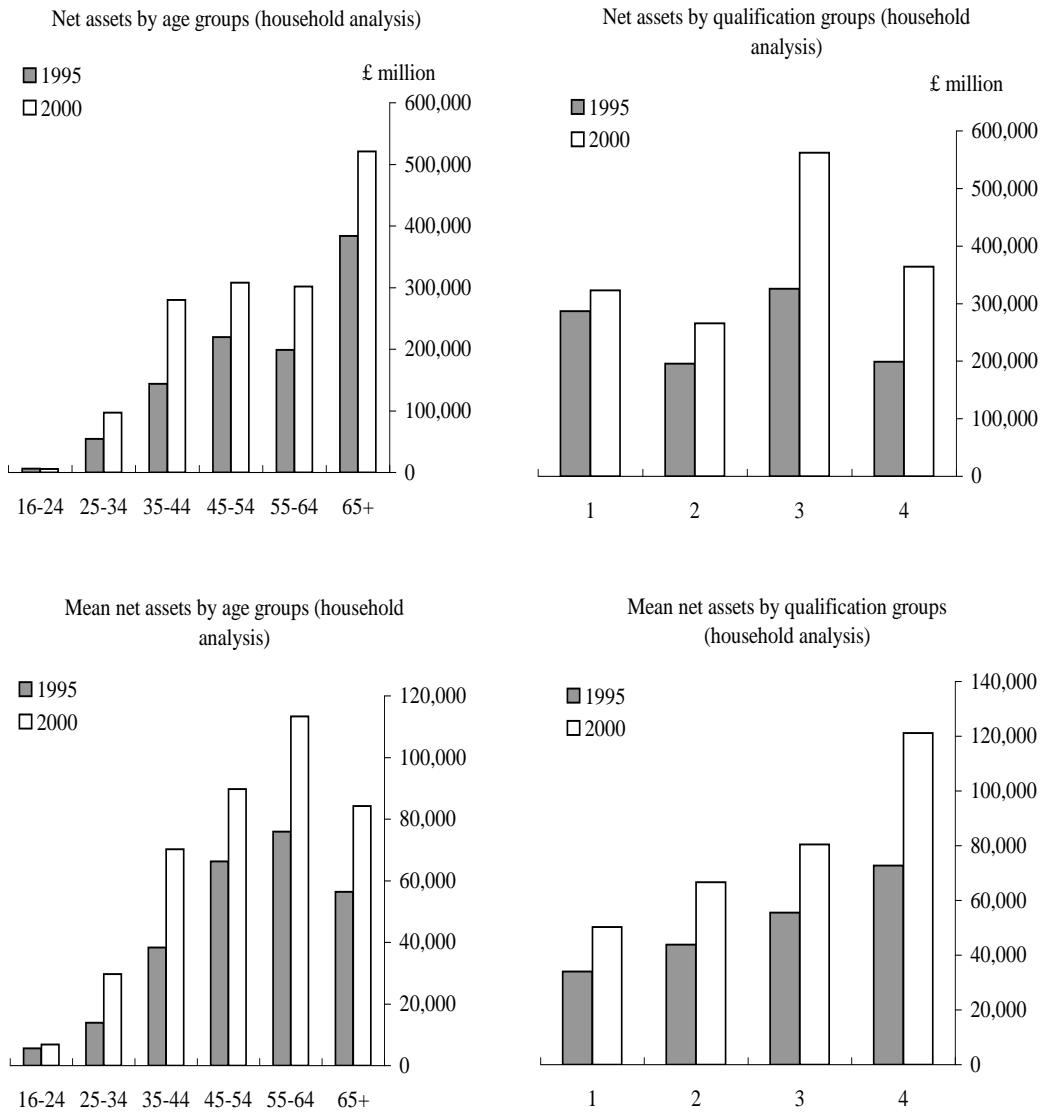 Net assets by age groups (household analysis)
1995
2000
£ million
600,000
500,000
400,000
300,000
200,000
100,000
0
16-24 25-34 35-44 45-54 55-64 65+
Net assets by qualification groups (household
analysis)
£ million
1995
2000
600,000
500,000
400,000
300,000
200,000
100,000
0
1 2 3 4
Mean net assets by age groups (household
analysis)
1995
2000
120,000
100,000
80,000
60,000
40,000
20,000
0
16-24 25-34 35-44 45-54 55-64 65+
Mean net assets by qualification groups
(household analysis)
1995
2000
140,000
120,000
100,000
80,000
60,000
40,000
20,000
0
1 2 3 4